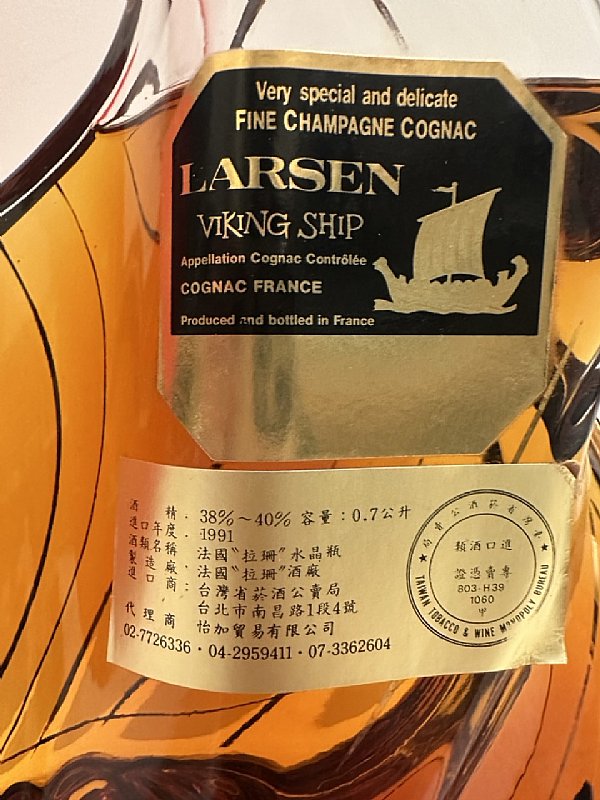 Very special and delicate
FINE CHAMPAGNE COGNAC
LARSEN
VIKING SHIP
Appellation Cognac Contrôlée
COGNAC FRANCE
Produced and bottled in France
酒　　精：38%～40% 容量：0.7公升
進口年度：1991
酒類名稱：法國"拉珊"水晶瓶
製造廠：法國"拉珊"酒廠
進口商：台灣省菸酒公賣局
台北市南昌路1段4號
代理商 怡加貿易有限公司
02-7726336・04-2959411・07-3362604
進口酒類
專賣憑證
803-H39
1060
TAIWAN TOBACCO & WINE MONOPOLY BUREAU